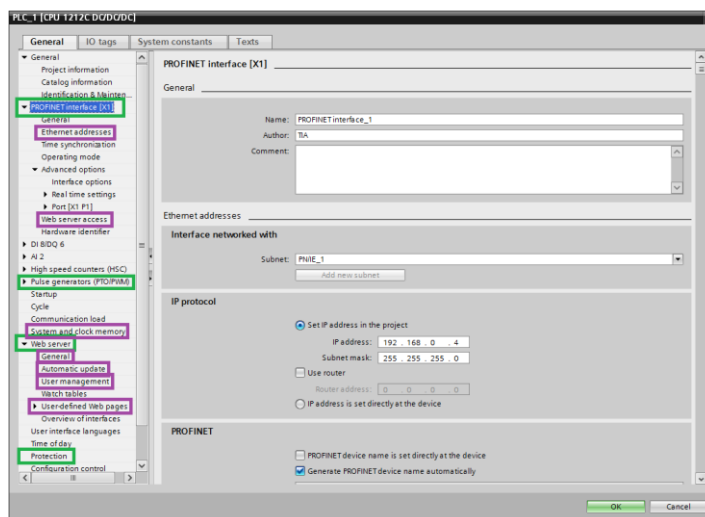 PLC_1 [CPU 1212C DC/DC/DC]
General IO tags System constants Texts
General
Project information
Catalog information
Identification & Mainten...
PROFINET interface [X1]
General
Ethernet addresses
Time synchronization
Operating mode
Advanced options
Interface options
Real time settings
Port [X1 P1]
Web server access
Hardware identifier
DI 8/DQ 6
AI 2
High speed counters (HSC)
Pulse generators (PTO/PWM)
Startup
Cycle
Communication load
System and clock memory
Web server
General
Automatic update
User management
Watch tables
User-defined Web pages
Overview of interfaces
User interface languages
Time of day
Protection
Configuration control
PROFINET interface [X1]
General
Name: PROFINET interface_1
Author: TIA
Comment:
Ethernet addresses
Interface networked with
Subnet: PN/IE_1
Add new subnet
IP protocol
Set IP address in the project
IP address: 192 . 168 . 0 . 4
Subnet mask: 255 . 255 . 255 . 0
Use router
Router address: 0 . 0 . 0 . 0
IP address is set directly at the device
PROFINET
PROFINET device name is set directly at the device
Generate PROFINET device name automatically
OK Cancel